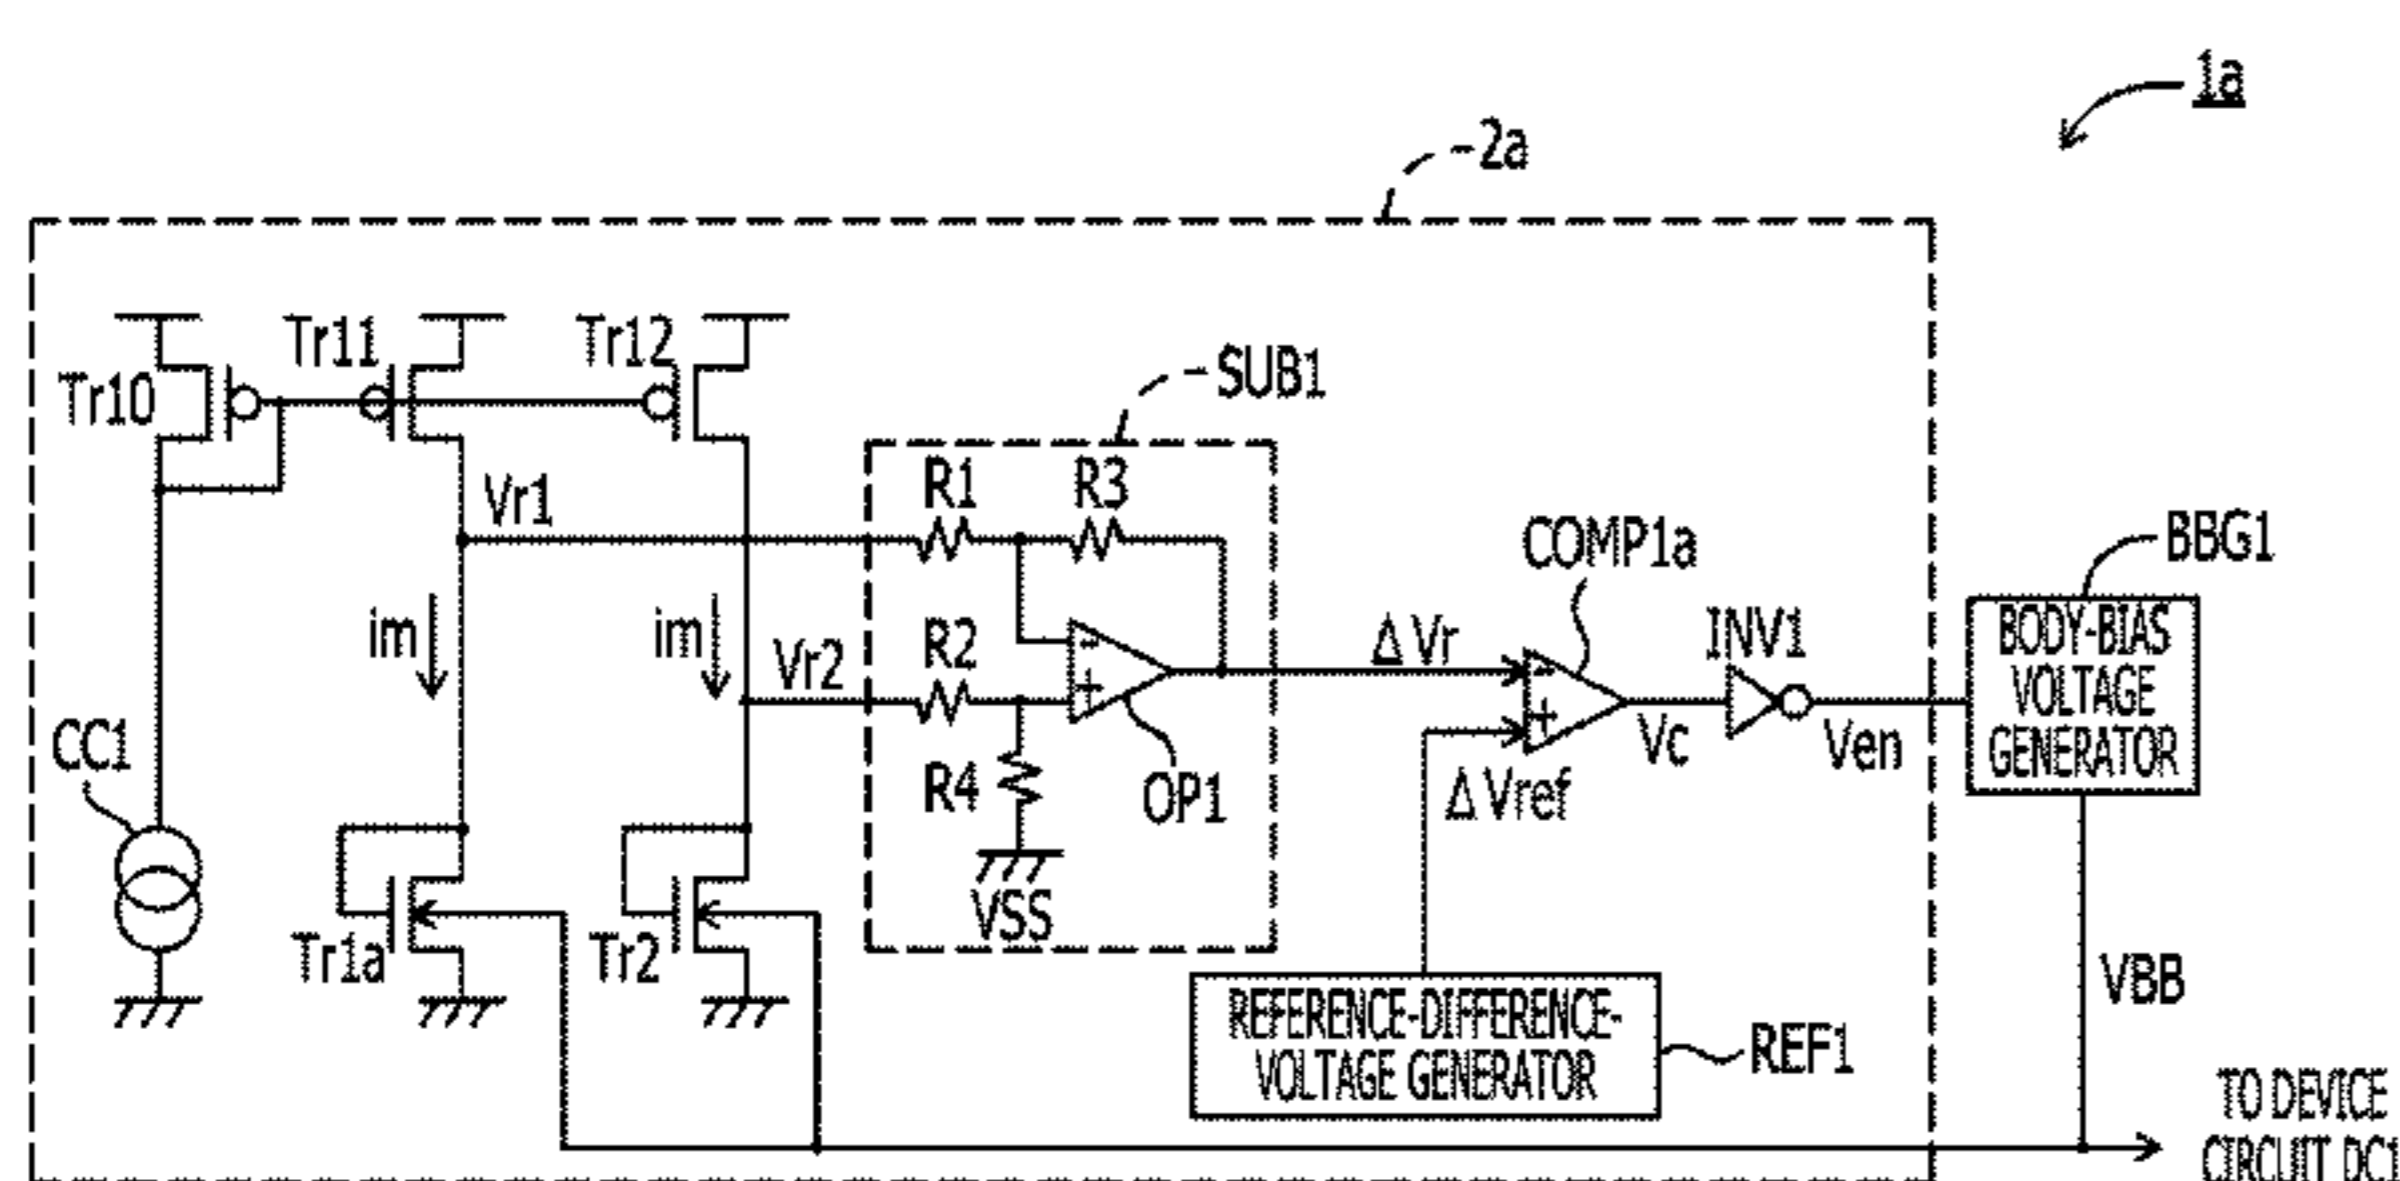 1a
2a
Tr10
Tr11
Tr12
SUB1
Vr1
R1
R3
COMP1a
BBG1
im
im
Vr2
R2
-
+
ΔVr
-
+
INV1
BODY-BIAS
VOLTAGE
GENERATOR
CC1
R4
OP1
ΔVref
Vc
Ven
VSS
Tr1a
Tr2
REFERENCE-DIFFERENCE-
VOLTAGE GENERATOR
REF1
VBB
TO DEVICE
CIRCUIT DC1